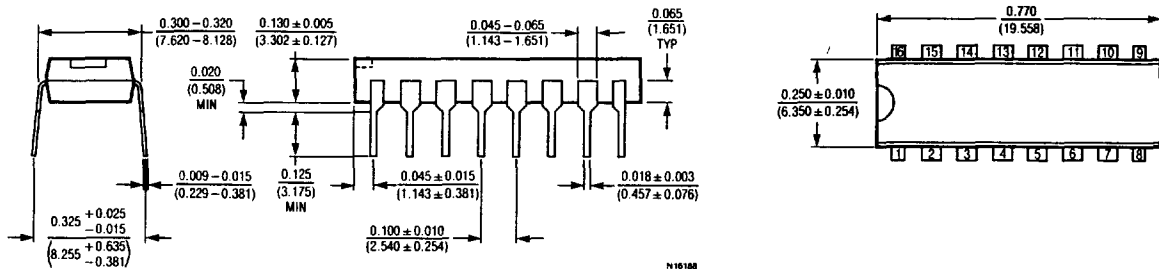 0.300 – 0.320
(7.620 – 8.128)
0.130 ± 0.005
(3.302 ± 0.127)
0.045 – 0.065
(1.143 – 1.651)
0.065
(1.651)
TYP
0.770
(19.558)
16 15 14 13 12 11 10 9
0.020
(0.508)
MIN
0.250 ± 0.010
(6.350 ± 0.254)
1 2 3 4 5 6 7 8
0.009 – 0.015
(0.229 – 0.381)
0.125
(3.175)
MIN
0.045 ± 0.015
(1.143 ± 0.381)
0.018 ± 0.003
(0.457 ± 0.076)
0.325 +0.025 −0.015
(8.255 +0.635 −0.381)
0.100 ± 0.010
(2.540 ± 0.254)
N16188